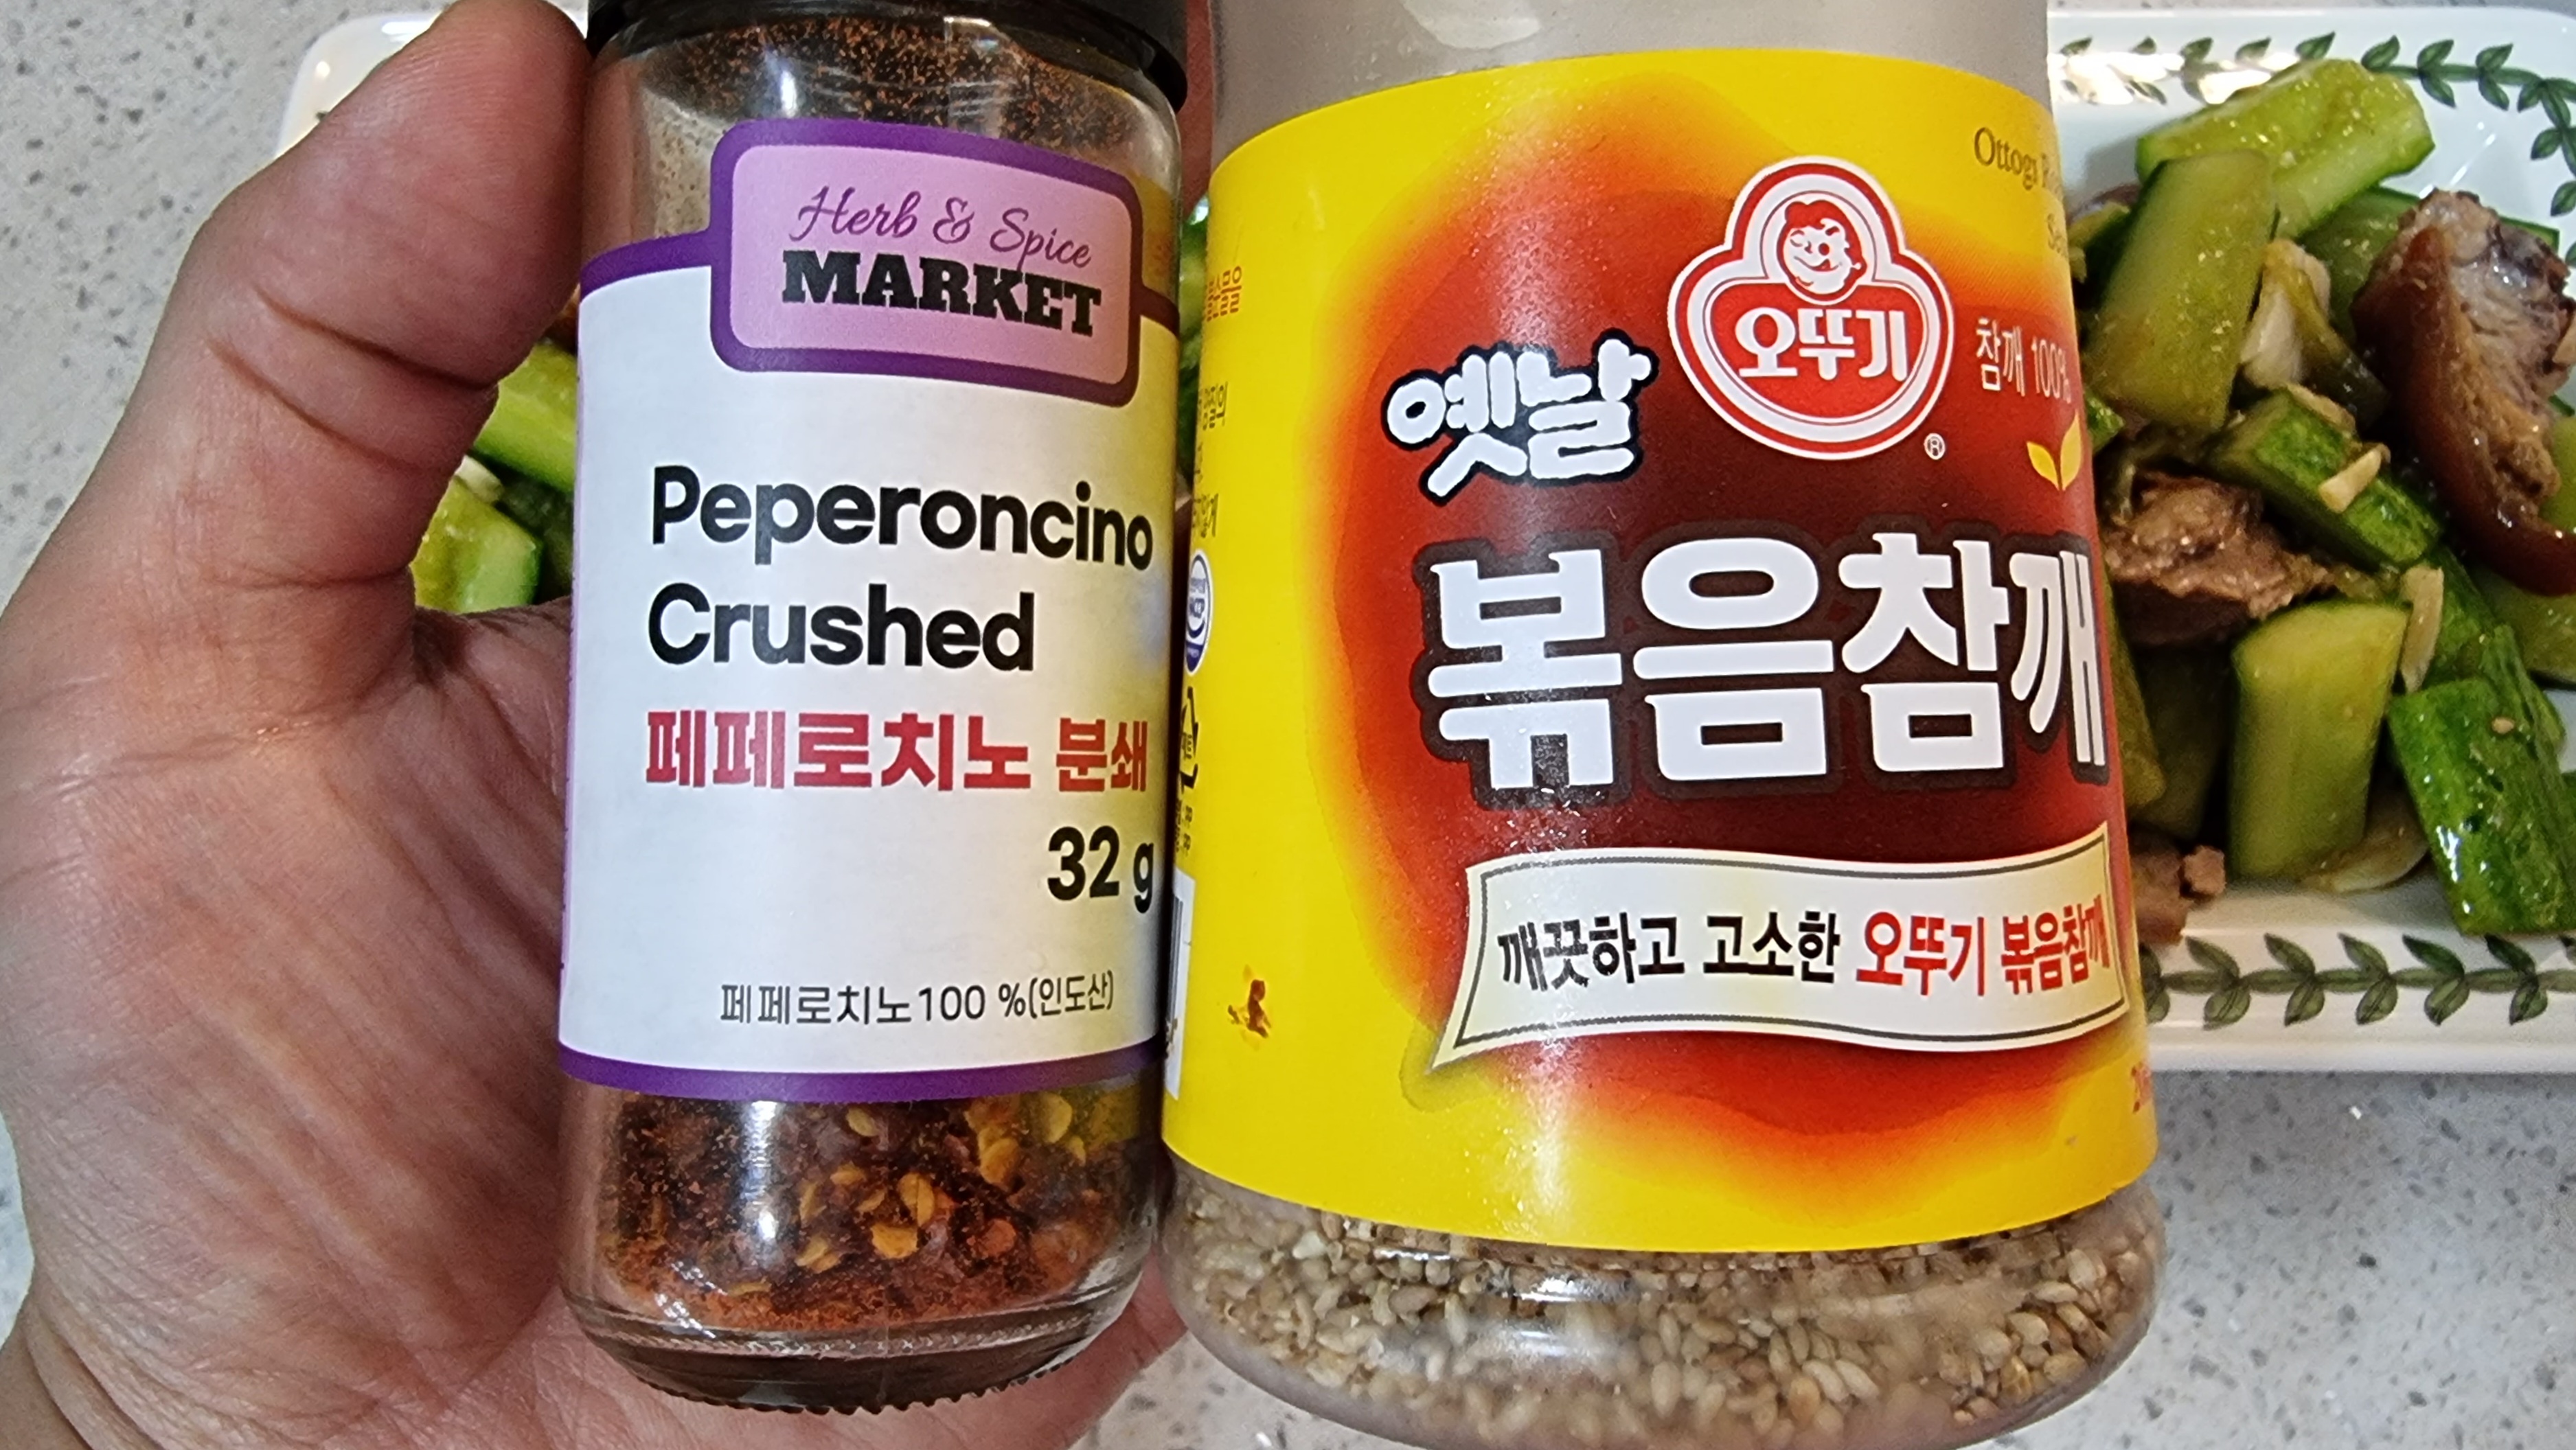 Herb & Spice
MARKET
Peperoncino
Crushed
페페로치노 분쇄
32 g
페페로치노100 %(인도산)
Ottogi
오뚜기
®
참깨 100%
옛날
볶음참깨
깨끗하고 고소한 오뚜기 볶음참깨